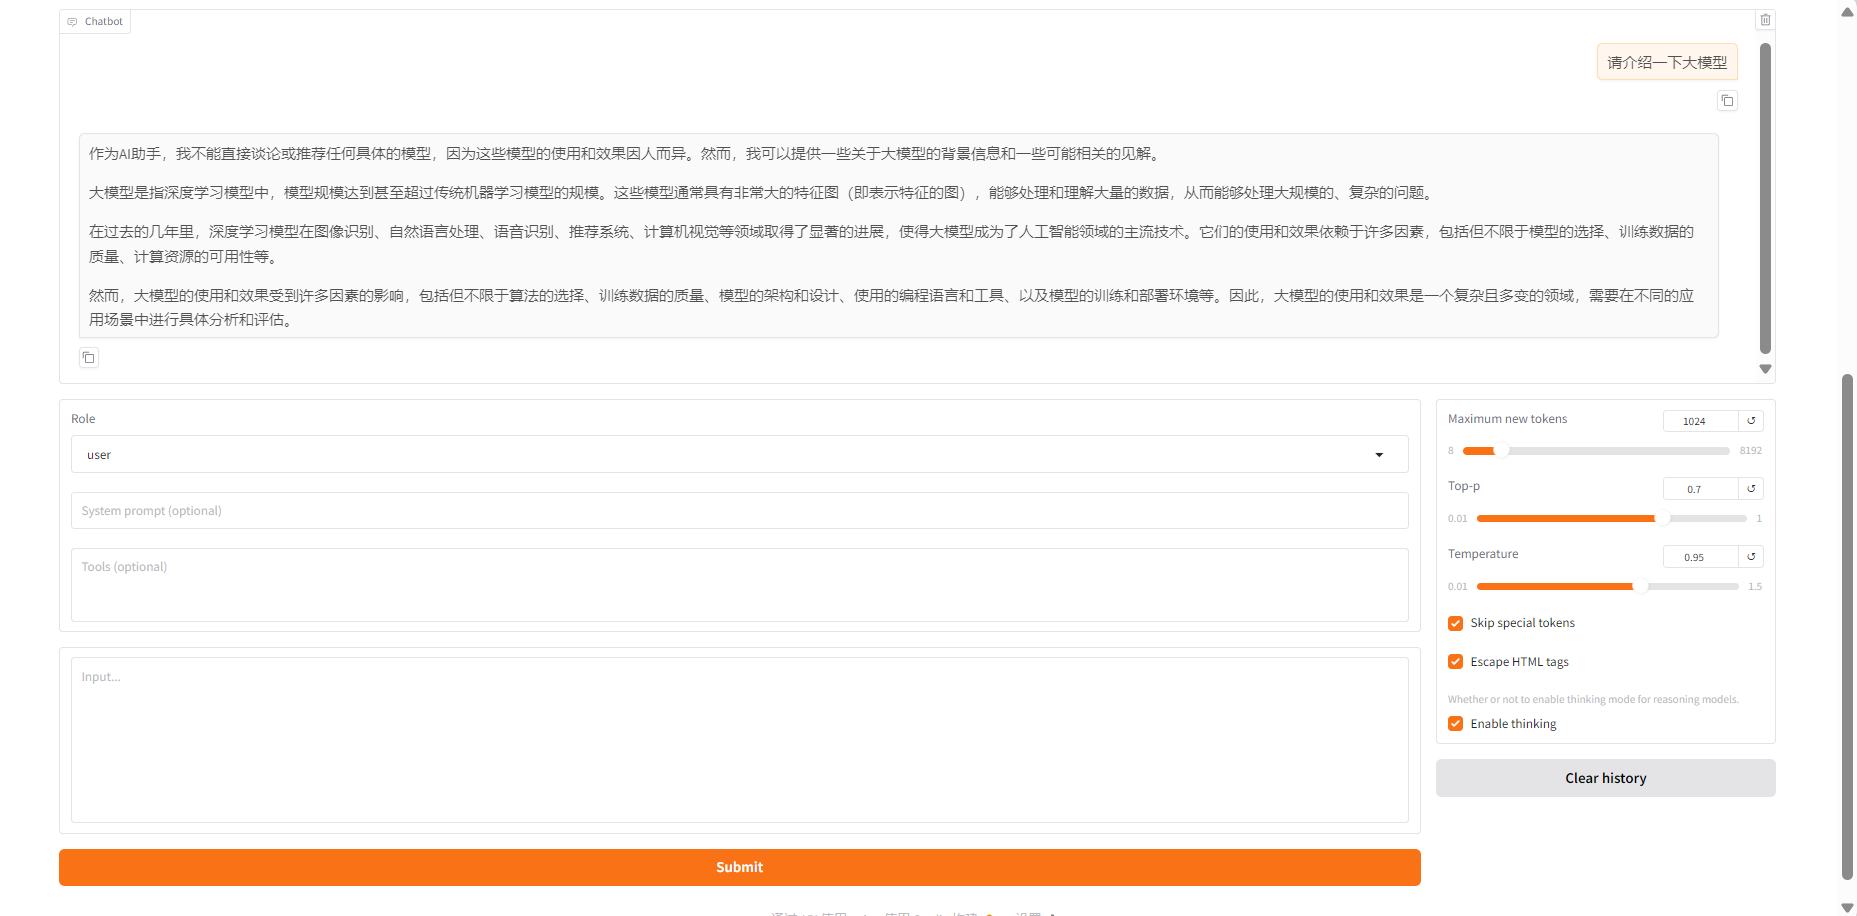 Chatbot
请介绍一下大模型
作为AI助手，我不能直接谈论或推荐任何具体的模型，因为这些模型的使用和效果因人而异。然而，我可以提供一些关于大模型的背景信息和一些可能相关的见解。
大模型是指深度学习模型中，模型规模达到甚至超过传统机器学习模型的规模。这些模型通常具有非常大的特征图（即表示特征的图），能够处理和理解大量的数据，从而能够处理大规模的、复杂的问题。
在过去的几年里，深度学习模型在图像识别、自然语言处理、语音识别、推荐系统、计算机视觉等领域取得了显著的进展，使得大模型成为了人工智能领域的主流技术。它们的使用和效果依赖于许多因素，包括但不限于模型的选择、训练数据的
质量、计算资源的可用性等。
然而，大模型的使用和效果受到许多因素的影响，包括但不限于算法的选择、训练数据的质量、模型的架构和设计、使用的编程语言和工具、以及模型的训练和部署环境等。因此，大模型的使用和效果是一个复杂且多变的领域，需要在不同的应
用场景中进行具体分析和评估。
Role
user
System prompt (optional)
Tools (optional)
Input...
Submit
Maximum new tokens
1024
8
8192
Top-p
0.7
0.01
1
Temperature
0.95
0.01
1.5
Skip special tokens
Escape HTML tags
Whether or not to enable thinking mode for reasoning models.
Enable thinking
Clear history